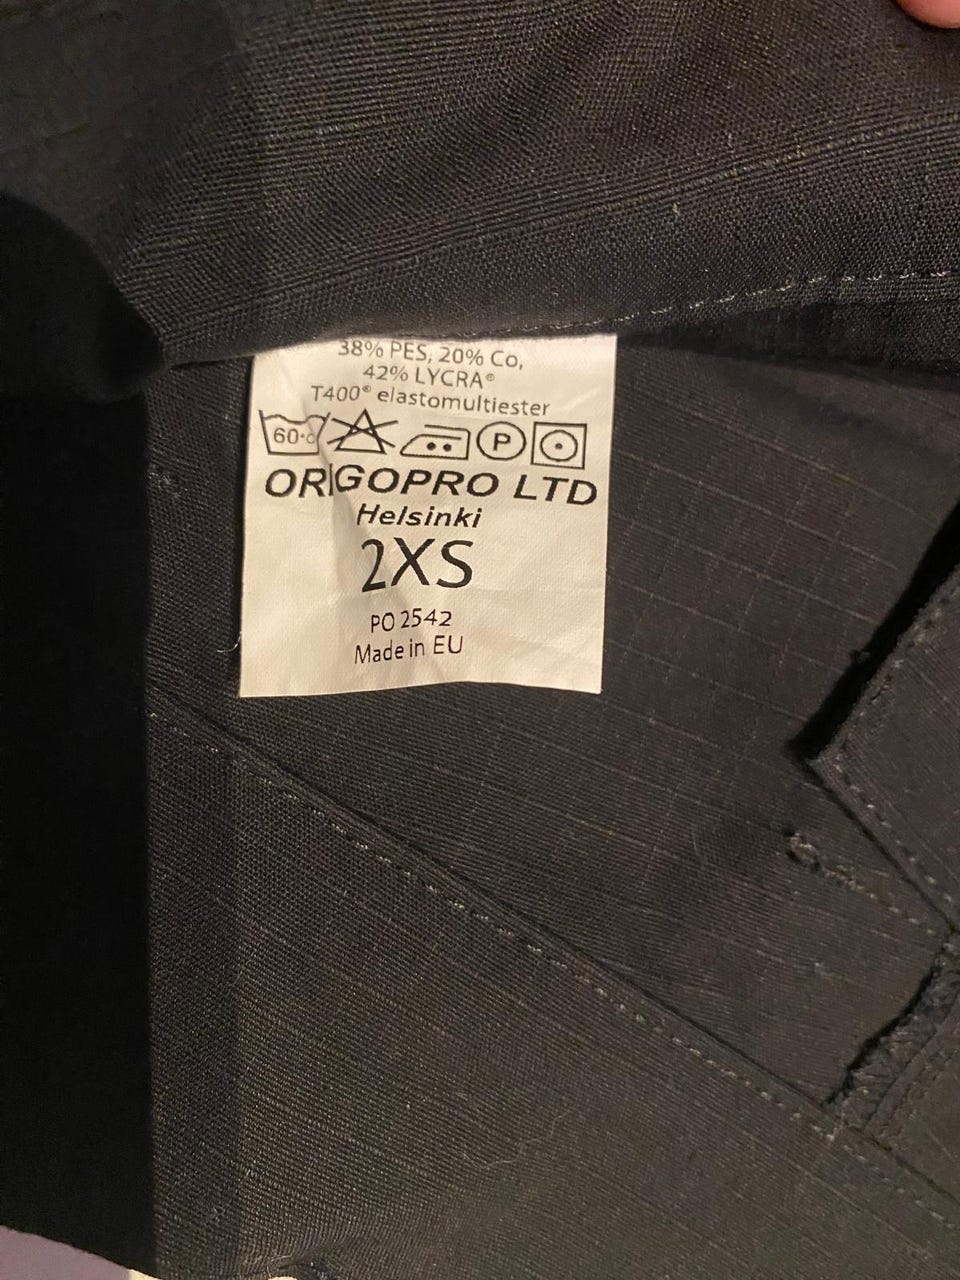 38% PES, 20% Co,
42% LYCRA®
T400® elastomultiester
60°c P
ORIGOPRO LTD
Helsinki
2XS
PO 2542
Made in EU